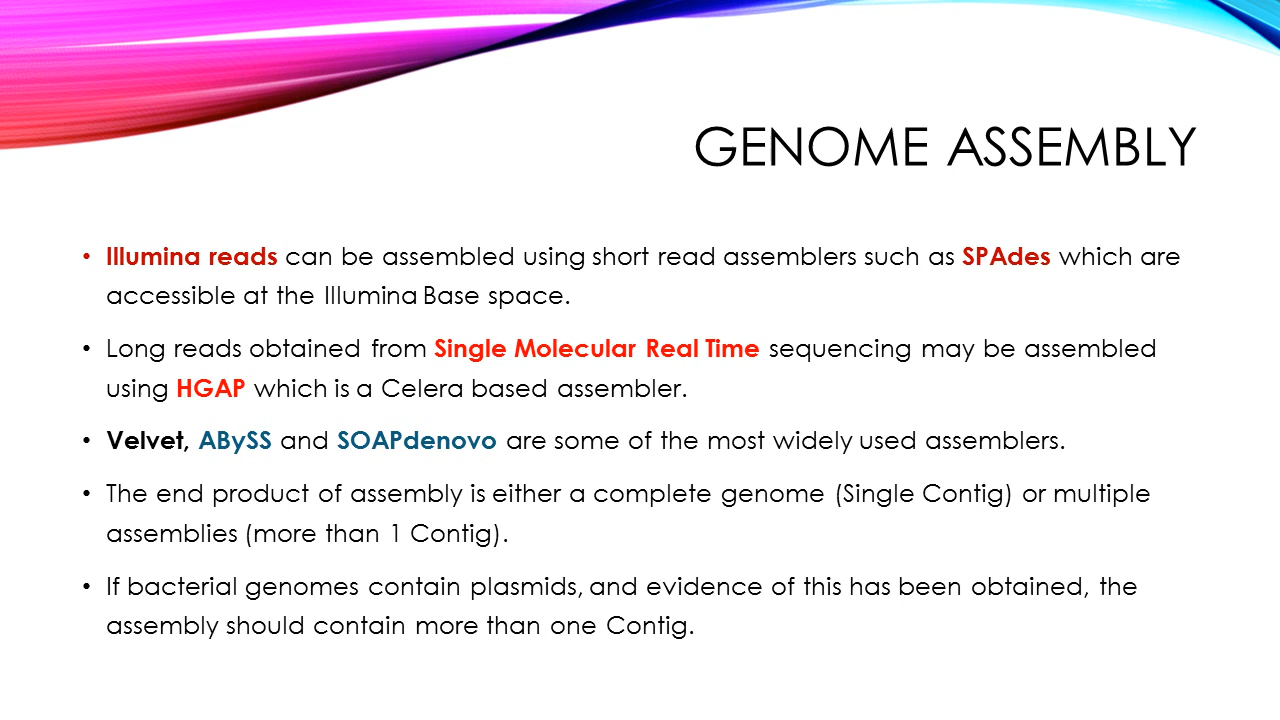 GENOME ASSEMBLY
• Illumina reads can be assembled using short read assemblers such as SPAdes which are
accessible at the Illumina Base space.
• Long reads obtained from Single Molecular Real Time sequencing may be assembled
using HGAP which is a Celera based assembler.
• Velvet, ABySS and SOAPdenovo are some of the most widely used assemblers.
• The end product of assembly is either a complete genome (Single Contig) or multiple
assemblies (more than 1 Contig).
• If bacterial genomes contain plasmids, and evidence of this has been obtained, the
assembly should contain more than one Contig.